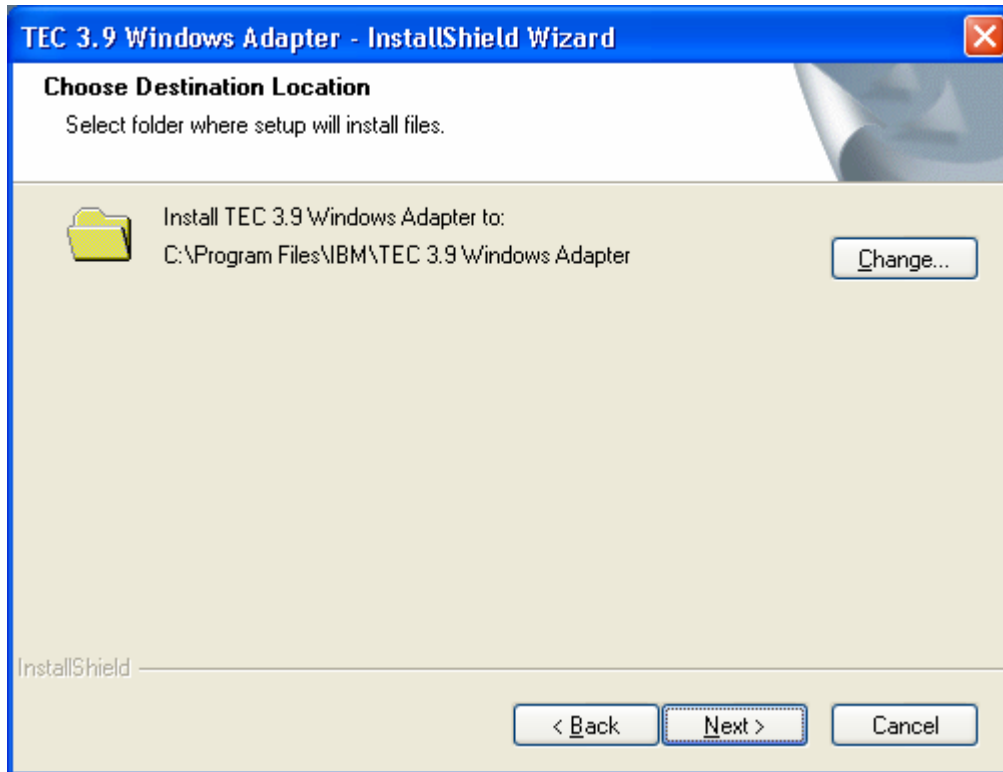 TEC 3.9 Windows Adapter - InstallShield Wizard
Choose Destination Location
Select folder where setup will install files.
Install TEC 3.9 Windows Adapter to:
C:\Program Files\IBM\TEC 3.9 Windows Adapter
Change...
InstallShield
< Back
Next >
Cancel